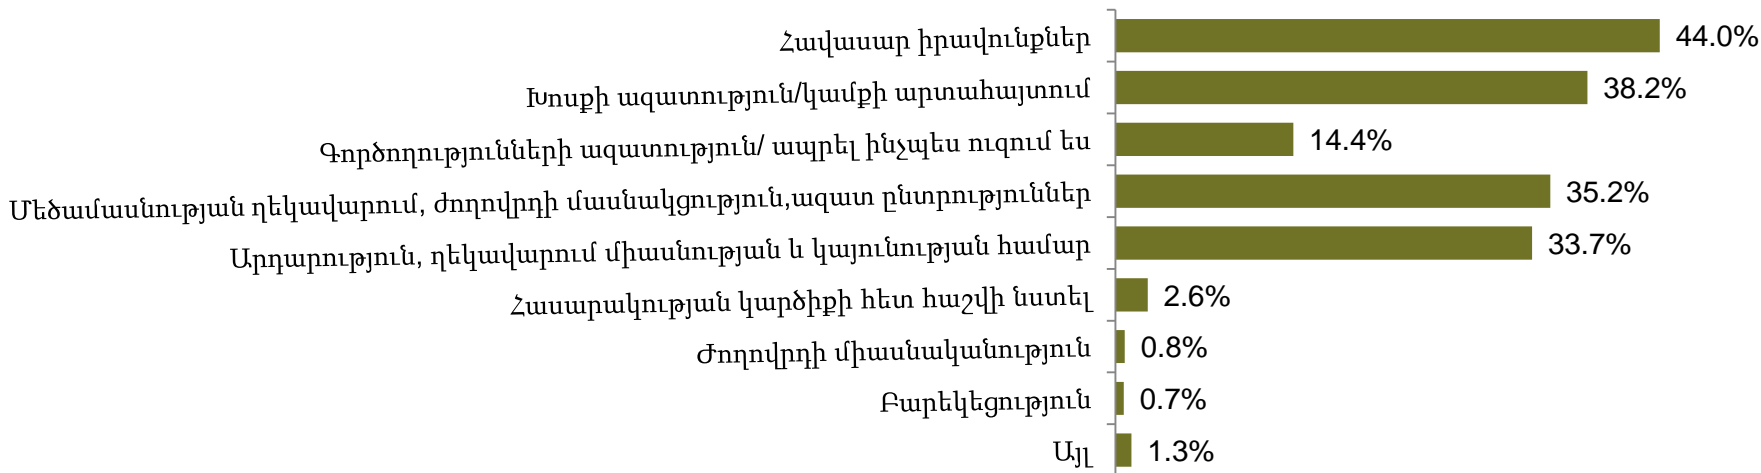 Հավասար իրավունքներ 44.0%
Խոսքի ազատություն/կամքի արտահայտում 38.2%
Գործողությունների ազատություն/ ապրել ինչպես ուզում ես 14.4%
Մեծամասնության ղեկավարում, ժողովրդի մասնակցություն,ազատ ընտրություններ 35.2%
Արդարություն, ղեկավարում միասնության և կայունության համար 33.7%
Հասարակության կարծիքի հետ հաշվի նստել 2.6%
Ժողովրդի միասնականություն 0.8%
Բարեկեցություն 0.7%
Այլ 1.3%